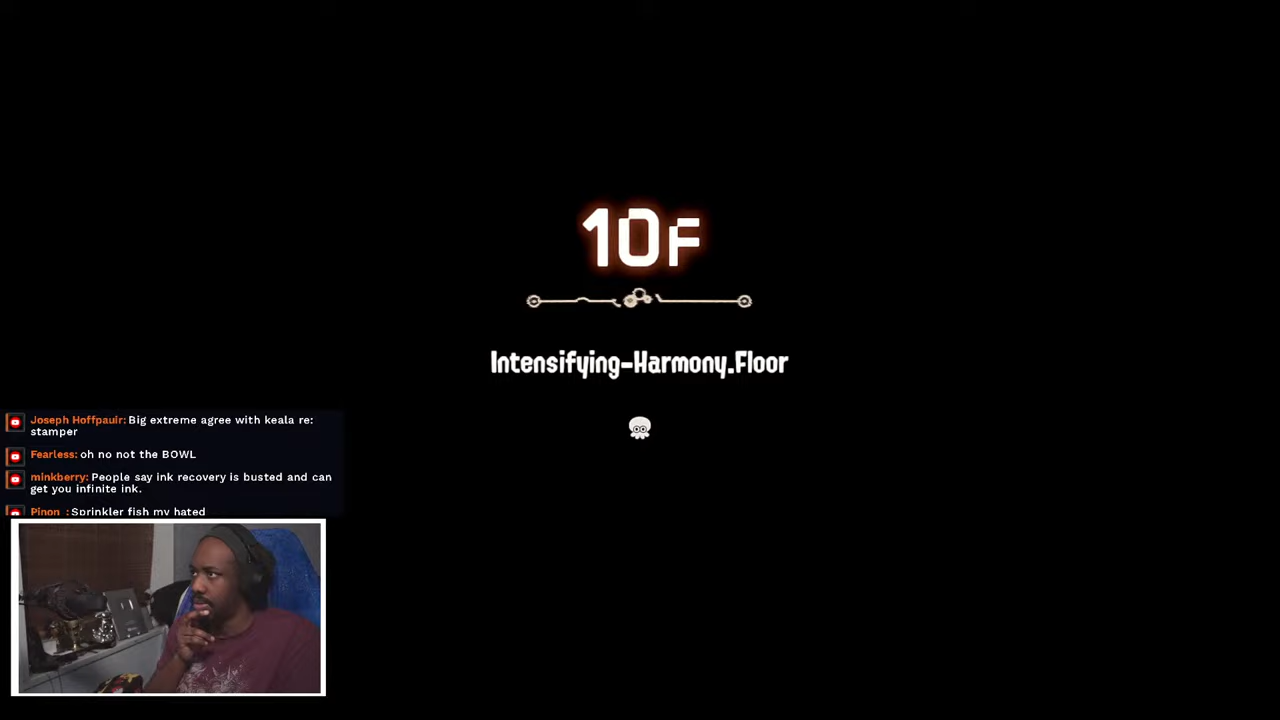 10F
Intensifying-Harmony.Floor
Joseph Hoffpauir: Big extreme agree with keala re:
stamper
Fearless: oh no not the BOWL
minkberry: People say ink recovery is busted and can
get you infinite ink.
Pinon_: Sprinkler fish my hated